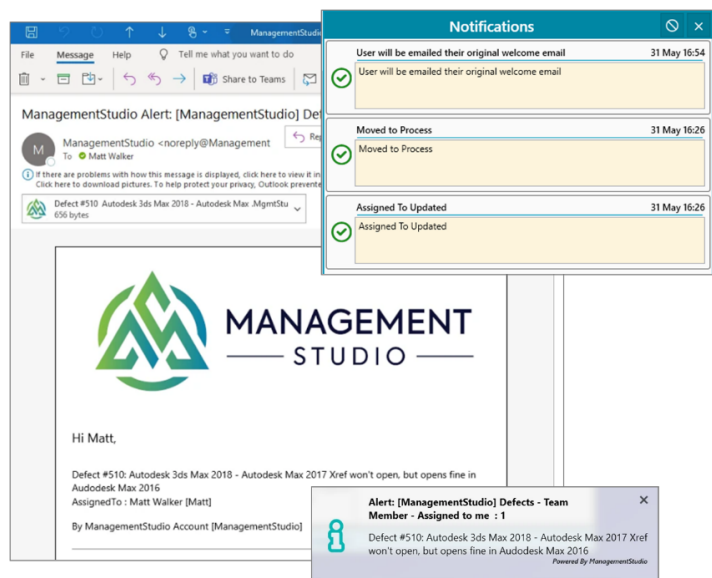 ManagementStudi
File Message Help Tell me what you want to do
Share to Teams
ManagementStudio Alert: [ManagementStudio] Def
M
ManagementStudio <noreply@Management
To Matt Walker
Rep
If there are problems with how this message is displayed, click here to view it in
Click here to download pictures. To help protect your privacy, Outlook prevente
Defect #510 Autodesk 3ds Max 2018 - Autodesk Max .MgmtStu
656 bytes
MANAGEMENT
STUDIO
Hi Matt,
Defect #510: Autodesk 3ds Max 2018 - Autodesk Max 2017 Xref won't open, but opens fine in
Audodesk Max 2016
AssignedTo : Matt Walker [Matt]
By ManagementStudio Account [ManagementStudio]
Notifications
User will be emailed their original welcome email 31 May 16:54
User will be emailed their original welcome email
Moved to Process 31 May 16:26
Moved to Process
Assigned To Updated 31 May 16:26
Assigned To Updated
Alert: [ManagementStudio] Defects - Team
Member - Assigned to me : 1
Defect #510: Autodesk 3ds Max 2018 - Autodesk Max 2017 Xref
won't open, but opens fine in Audodesk Max 2016
Powered By ManagementStudio